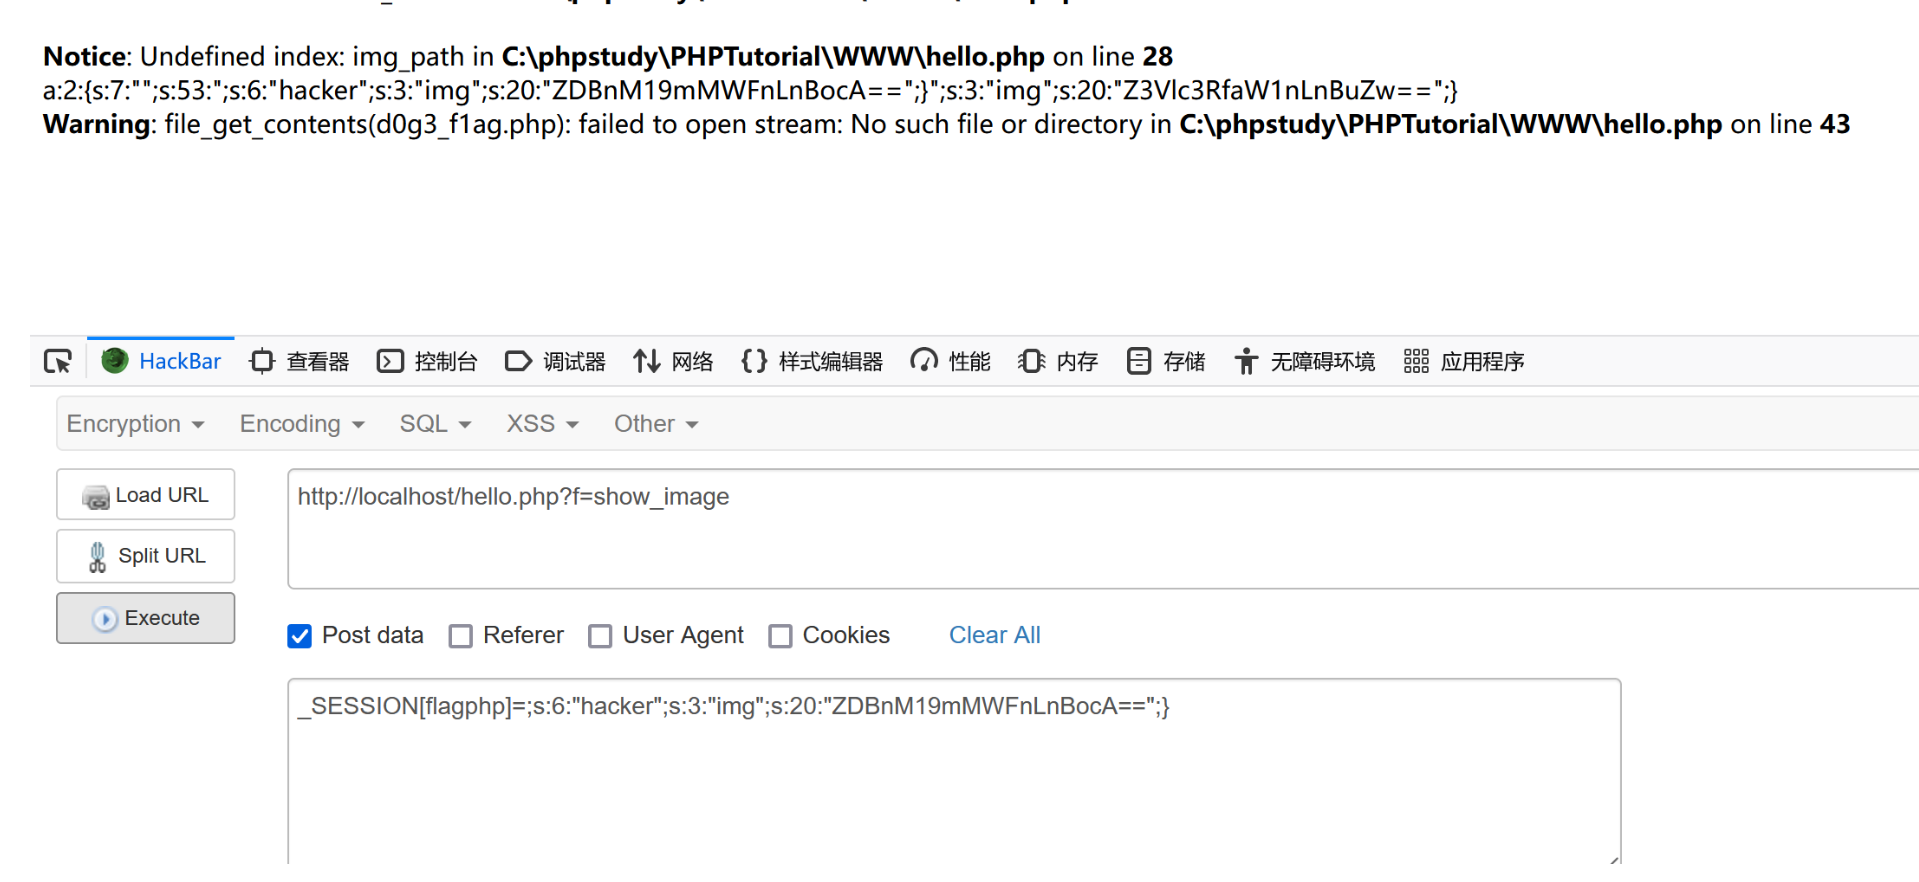 Notice: Undefined index: img_path in C:\phpstudy\PHPTutorial\WWW\hello.php on line 28
a:2:{s:7:"";s:53:";s:6:"hacker";s:3:"img";s:20:"ZDBnM19mMWFnLnBocA==";}";s:3:"img";s:20:"Z3Vlc3RfaW1nLnBuZw==";}
Warning: file_get_contents(d0g3_f1ag.php): failed to open stream: No such file or directory in C:\phpstudy\PHPTutorial\WWW\hello.php on line 43
HackBar 查看器 控制台 调试器 网络 样式编辑器 性能 内存 存储 无障碍环境 应用程序
Encryption Encoding SQL XSS Other
Load URL
http://localhost/hello.php?f=show_image
Split URL
Execute
Post data Referer User Agent Cookies Clear All
_SESSION[flagphp]=;s:6:"hacker";s:3:"img";s:20:"ZDBnM19mMWFnLnBocA==";}